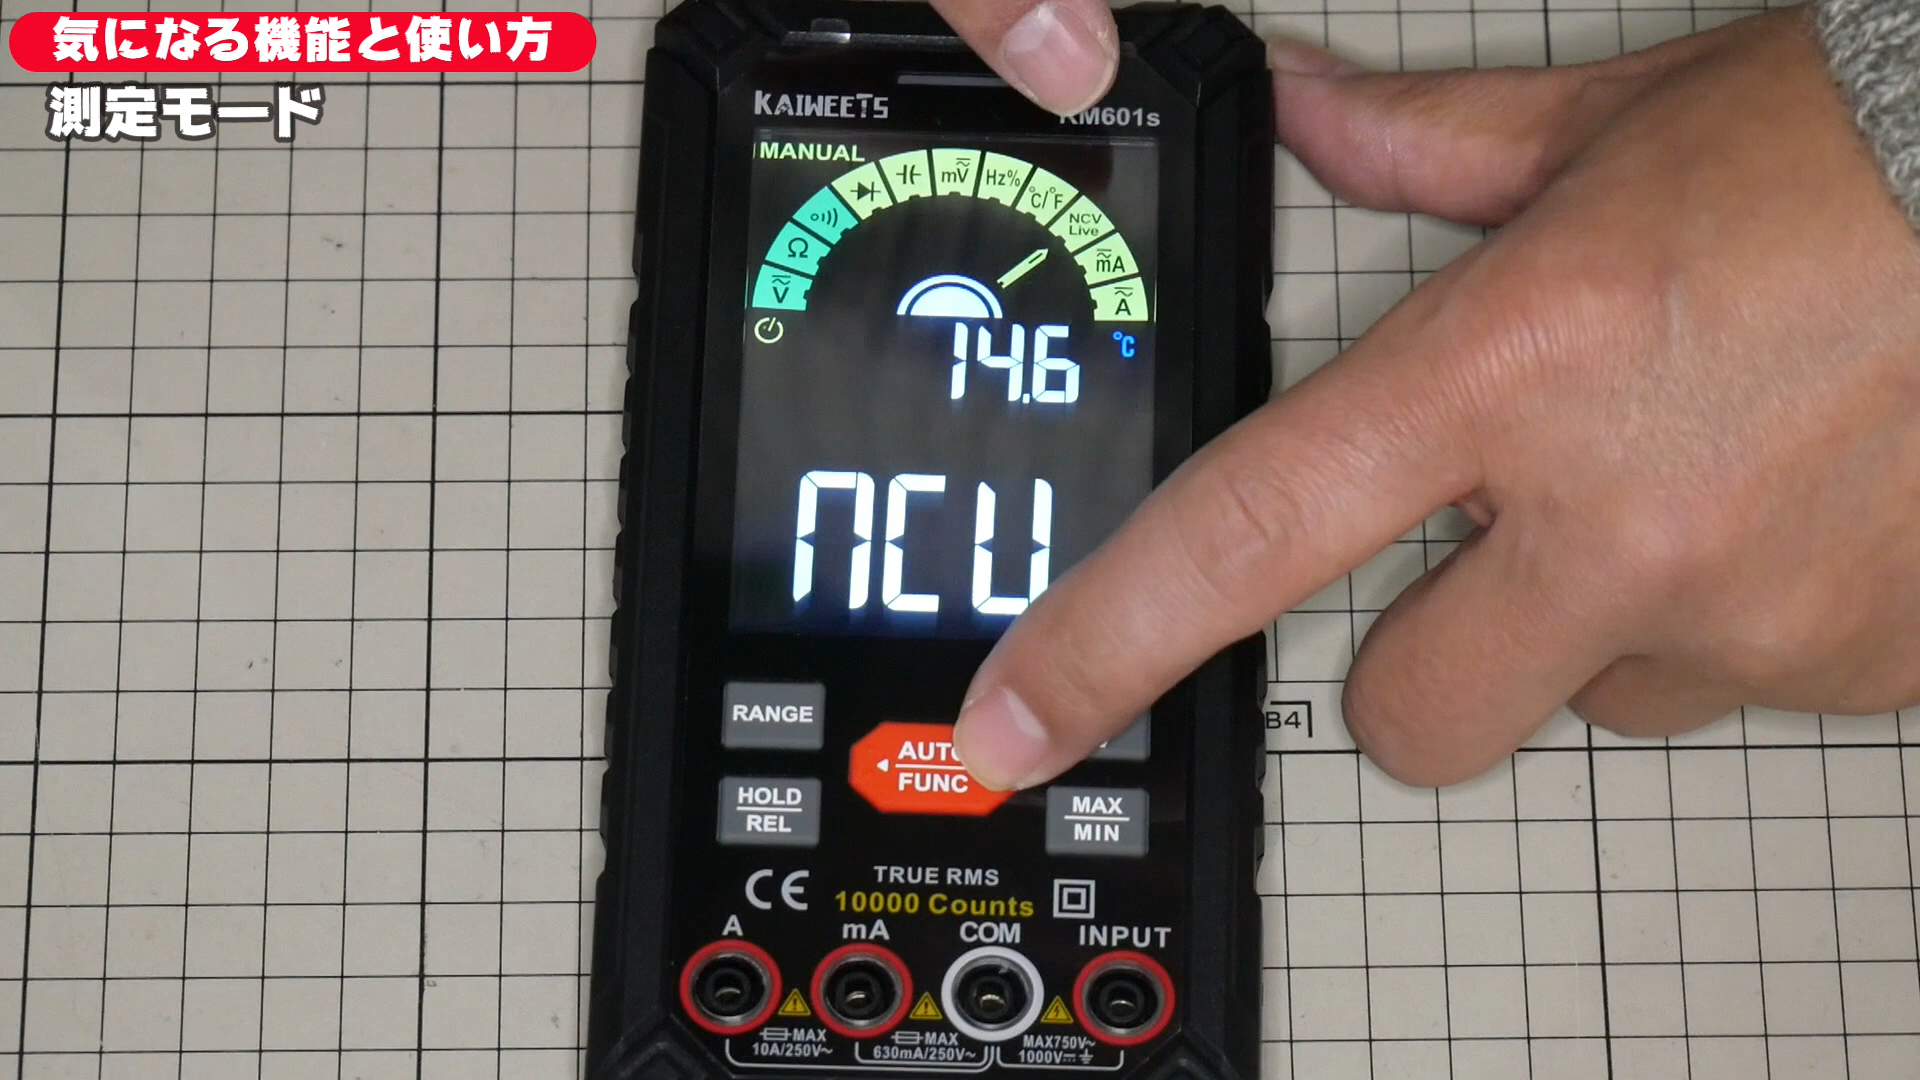 気になる機能と使い方
測定モード
KAIWEETS
KM601s
MANUAL
V
Ω
mV
Hz%
℃/℉
NCV
Live
mA
A
14.6
℃
NCV
RANGE
AUTO
FUNC
HOLD
REL
MAX
MIN
CE
TRUE RMS
10000 Counts
A
mA
COM
INPUT
MAX
10A/250V~
MAX
630mA/250V~
MAX750V~
1000V
B4